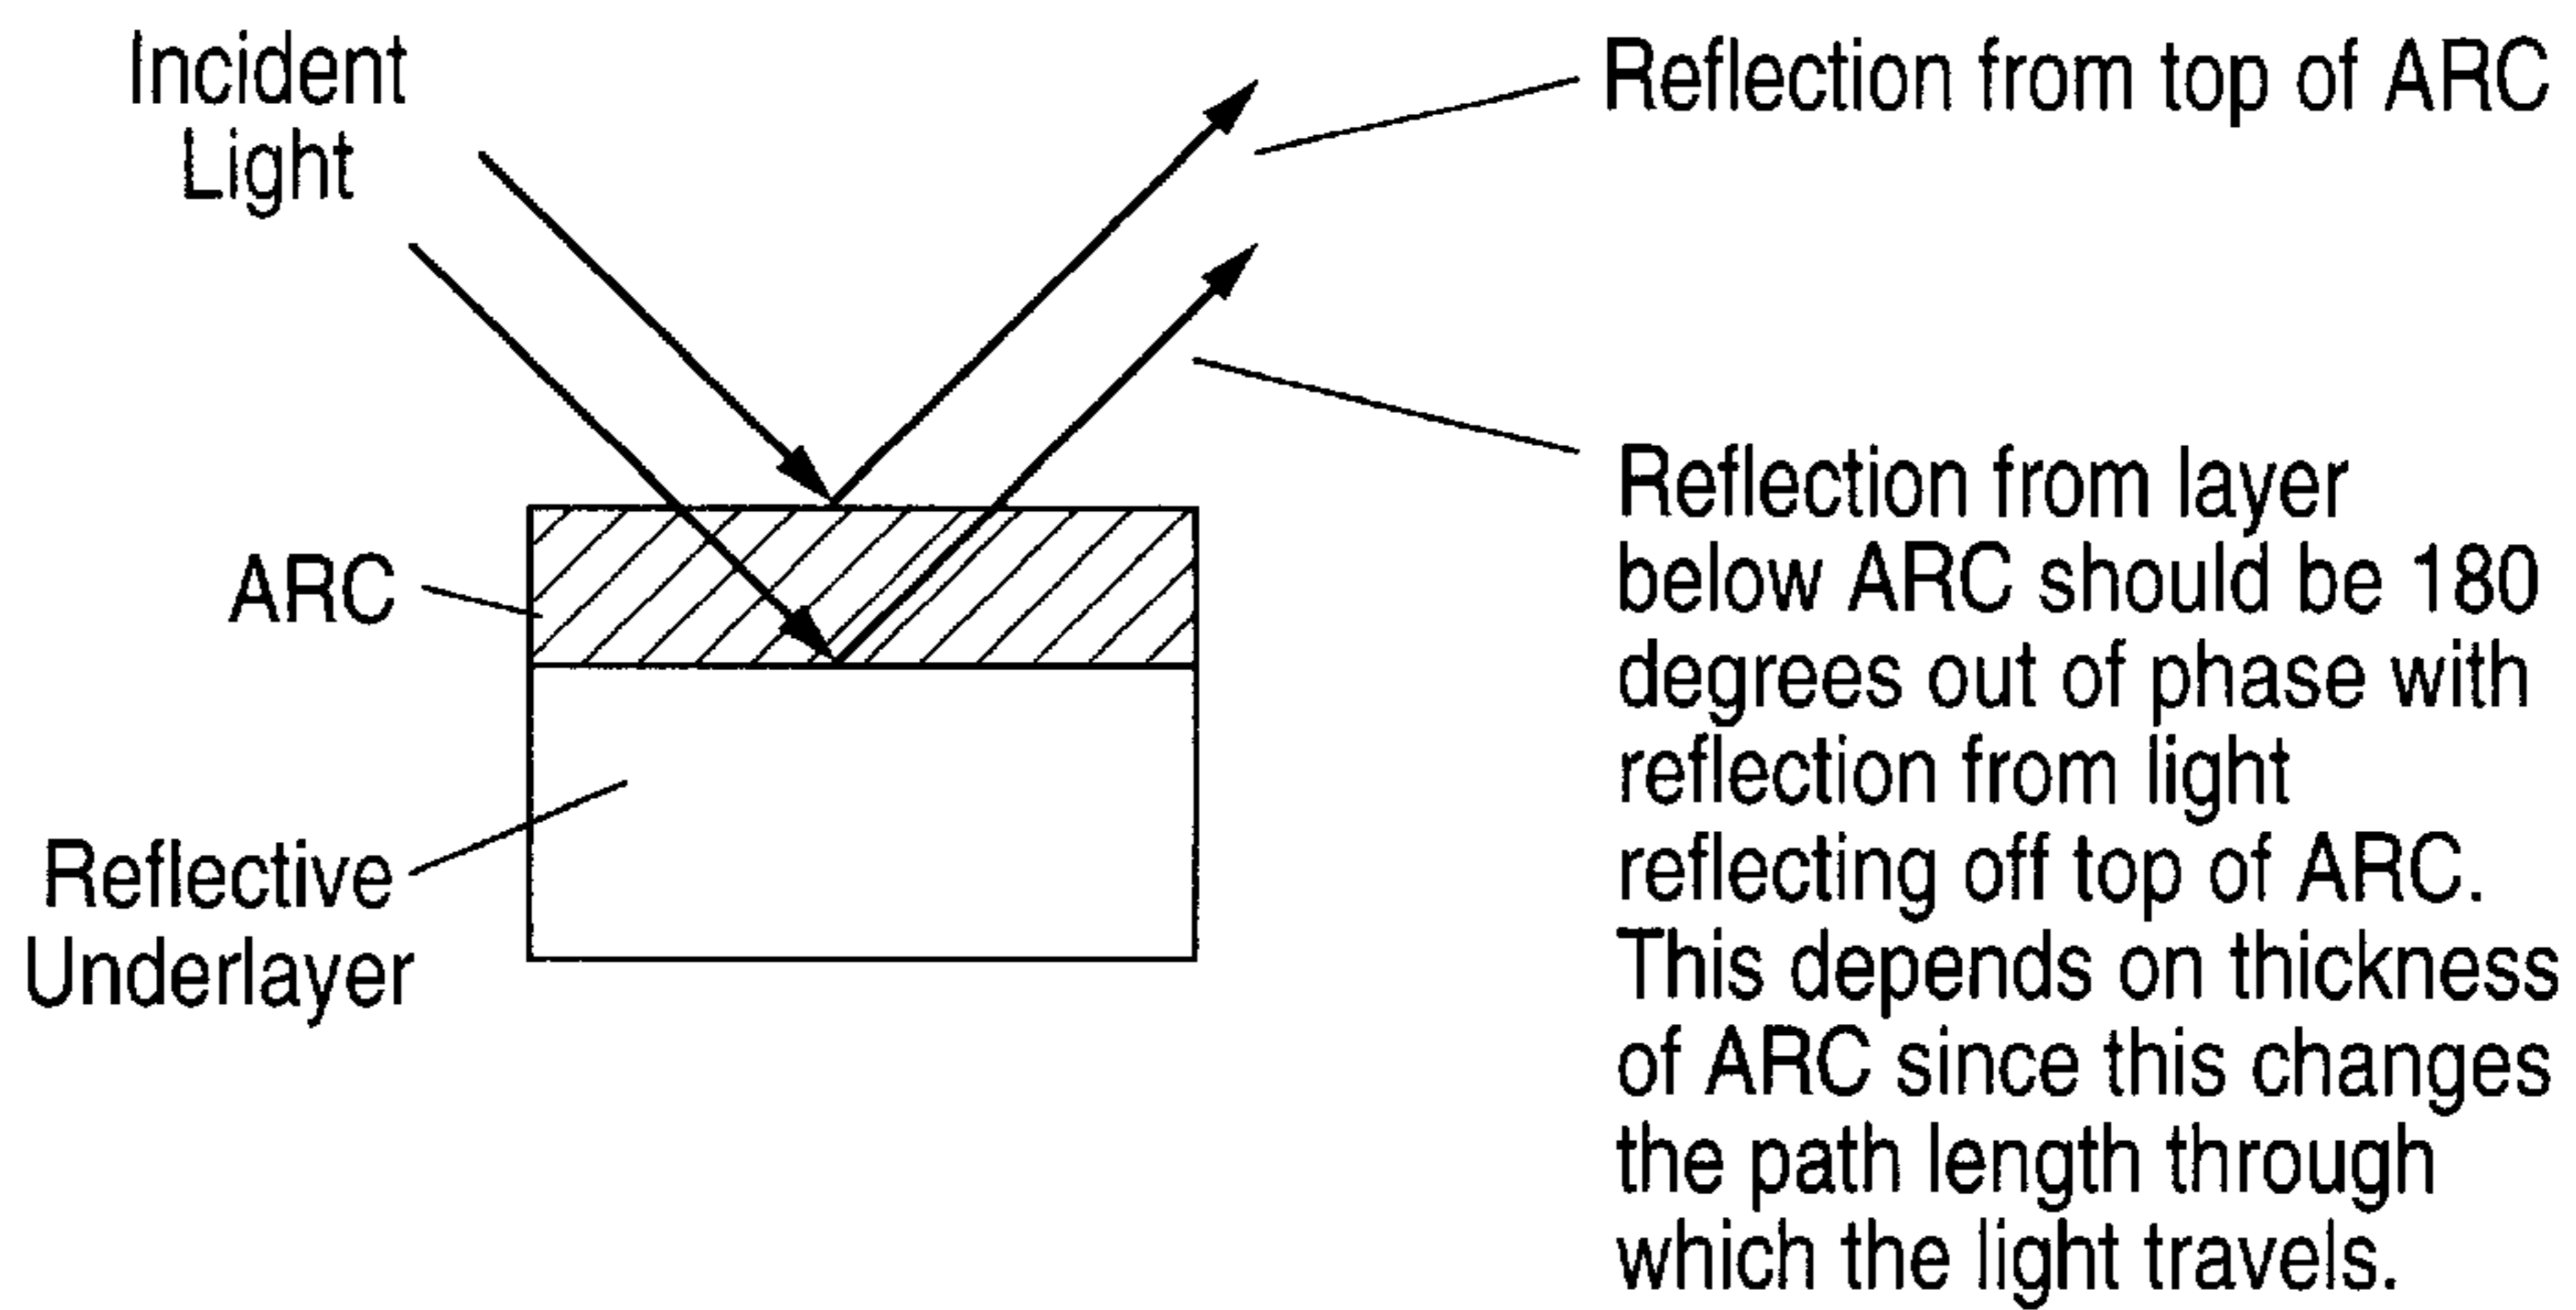 Incident
Light
Reflection from top of ARC
ARC
Reflection from layer
below ARC should be 180
degrees out of phase with
reflection from light
reflecting off top of ARC.
This depends on thickness
of ARC since this changes
the path length through
which the light travels.
Reflective
Underlayer